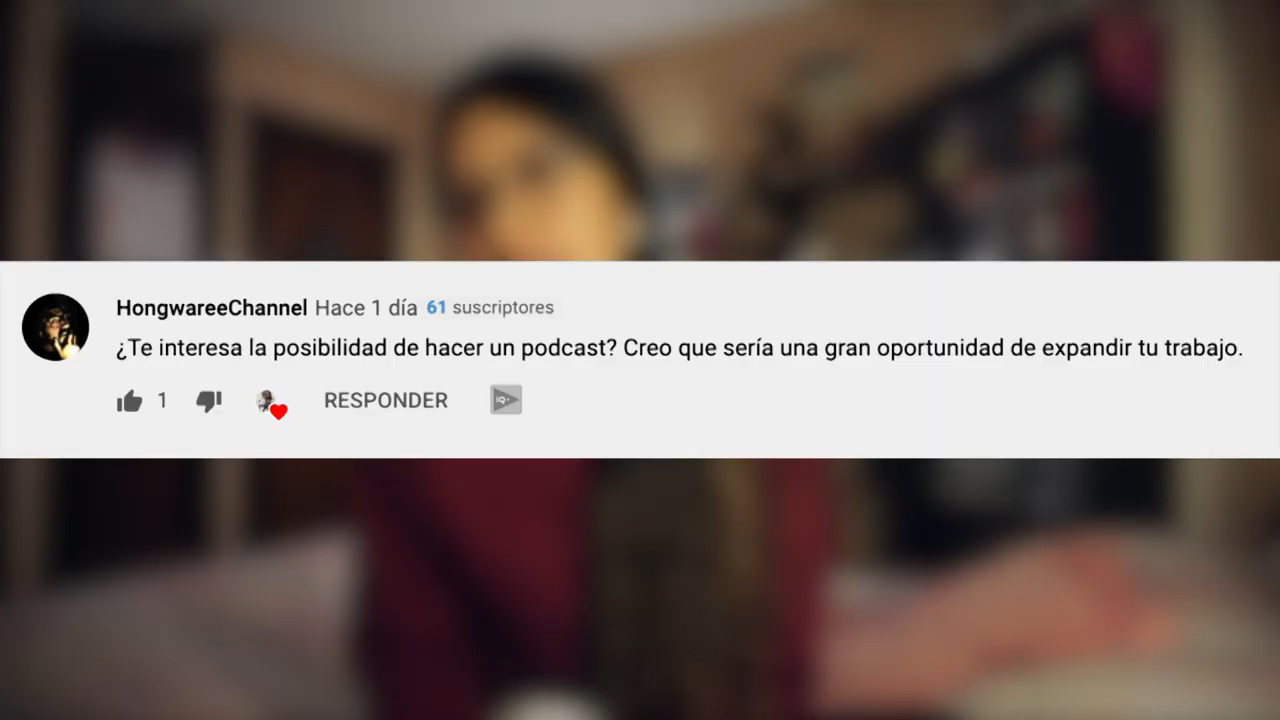 HongwareeChannel Hace 1 día 61 suscriptores
¿Te interesa la posibilidad de hacer un podcast? Creo que sería una gran oportunidad de expandir tu trabajo.
1 RESPONDER IQ